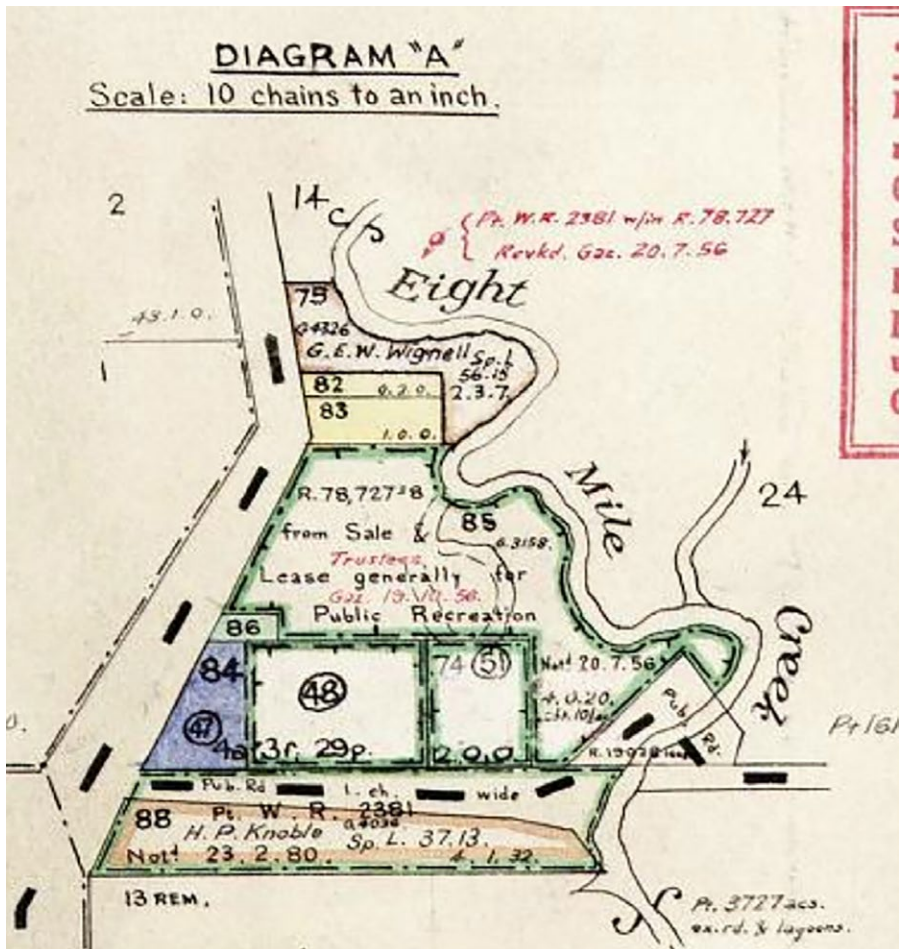 DIAGRAM "A"
Scale: 10 chains to an inch.
2
14
Pt. W.R. 2381 w/in R.78.727
Revkd. Gaz. 20.7.56
Eight
43.1.0.
75
G.4326
G.E.W. Wignell Sp.L
56.15
2.3.7.
82 0.2.0.
83
1.0.0.
Mile
24
R.78,727
from Sale &
85
G.3158.
Trustees
Lease generally for
Gaz. 19.10.56.
Public Recreation
86
Creek
84
48
74 51
Notd 20.7.56
4.0.20.
Pub.
Rd.
47
4a 3r. 29p.
2.0.0
Pub. Rd 1. ch. wide
Pt. W. R. 2381
88
H. P. Knoble
Sp. L. 37.13.
Notd 23.2.80.
4.1.32.
13 REM.
Pt. 3727 acs.
ex. rd. & lagoons.